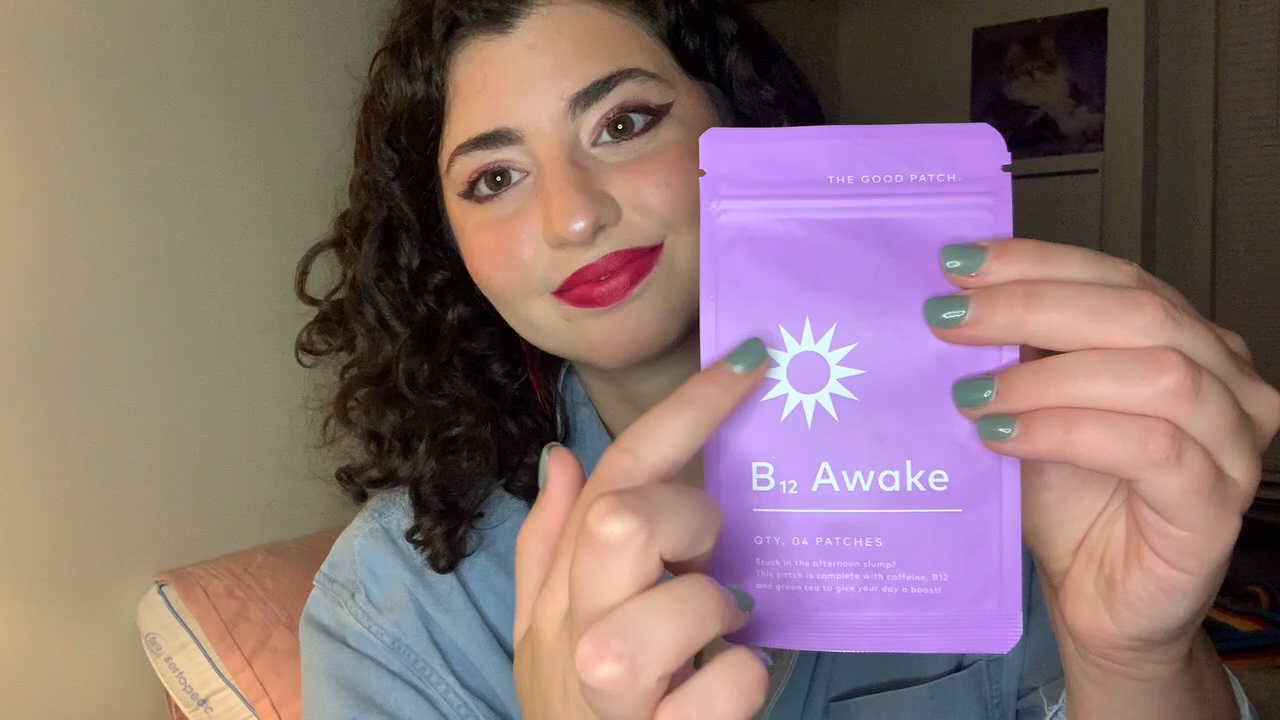 THE GOOD PATCH
B12 Awake
QTY. 04 PATCHES
Stuck in the afternoon slump?
This patch is complete with caffeine, B12
and green tea to give your day a boost!
sertapedic